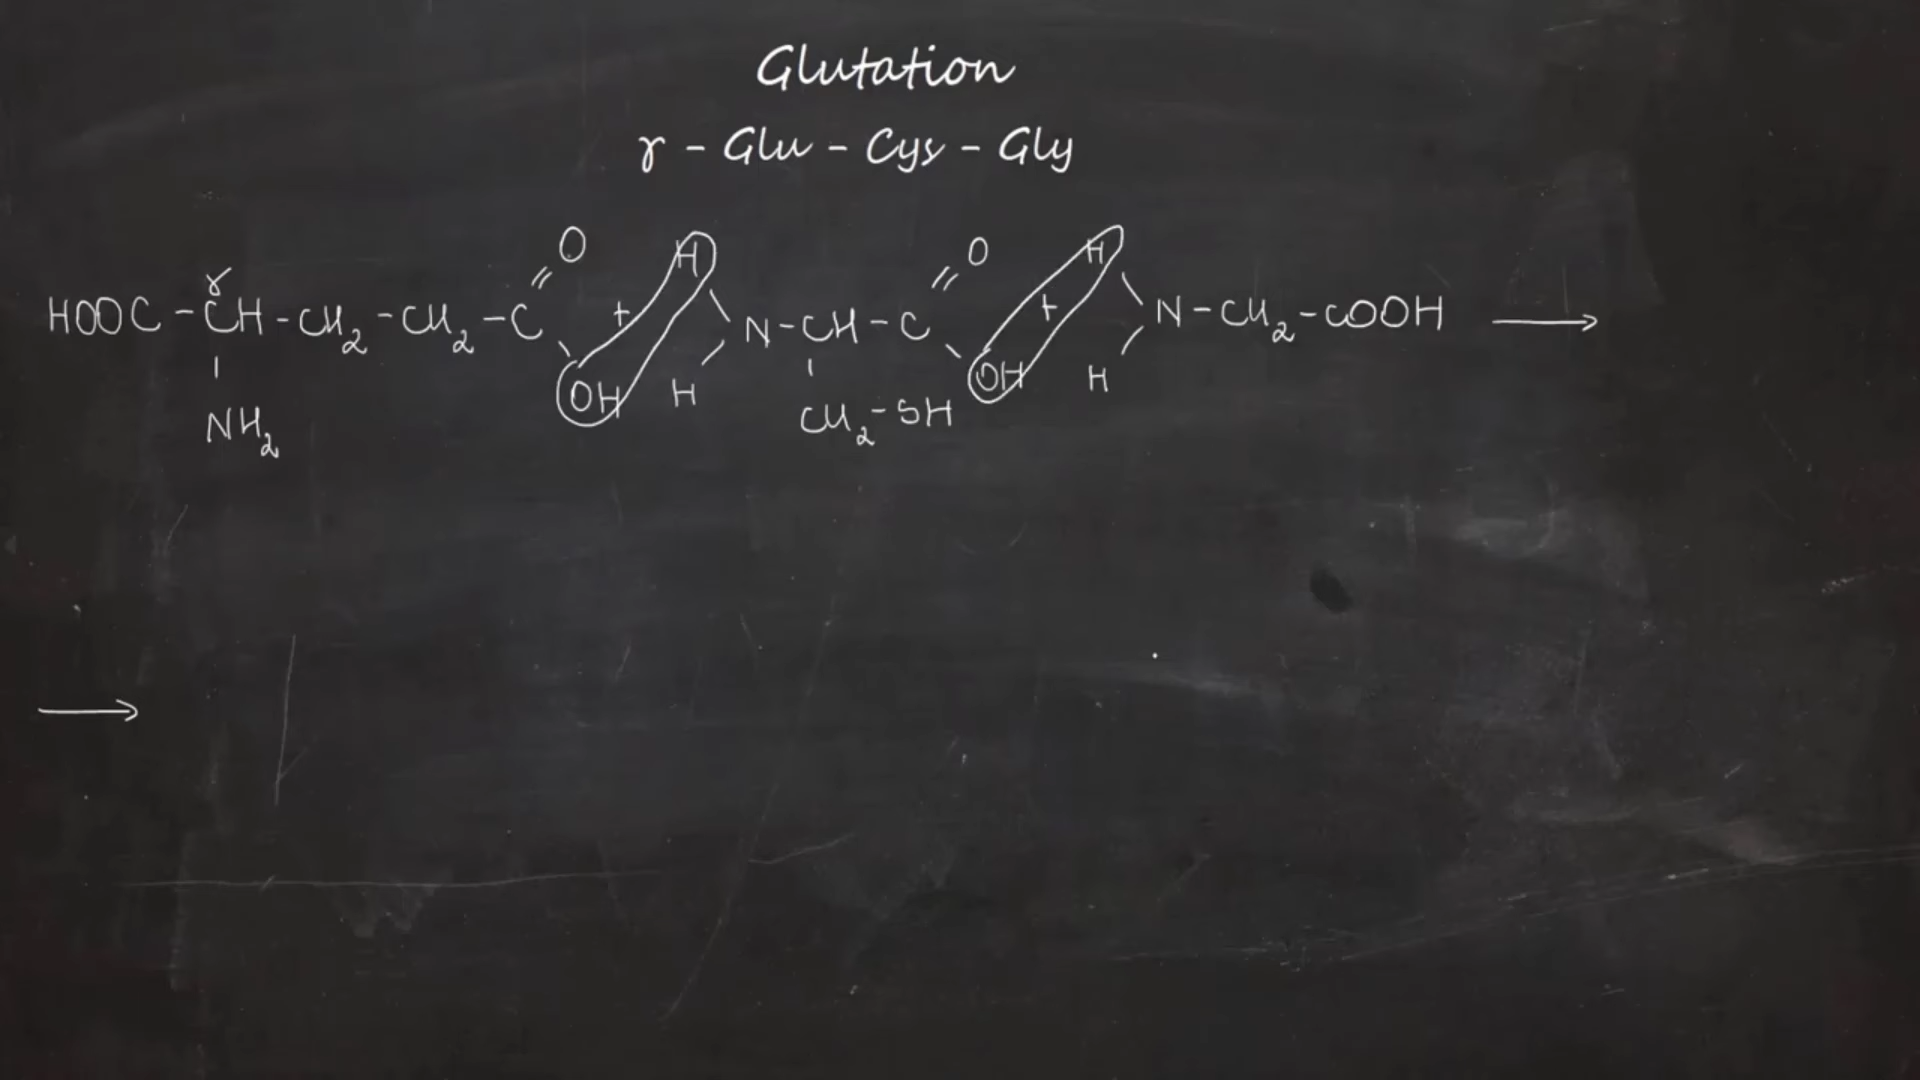 Glutation
γ - Glu - Cys - Gly
HOOC - CH - CH₂ - CH₂ - C
γ
NH₂
O
OH
+
H
H
N - CH - C
CH₂ - SH
O
OH
+
H
H
N - CH₂ - COOH →
→